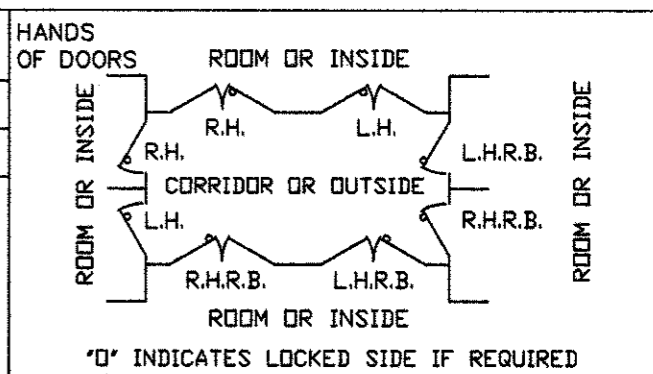 HANDS
OF DOORS
ROOM OR INSIDE
R.H.
L.H.
ROOM OR INSIDE
R.H.
L.H.R.B.
ROOM OR INSIDE
CORRIDOR OR OUTSIDE
L.H.
R.H.R.B.
R.H.R.B.
L.H.R.B.
ROOM OR INSIDE
"O" INDICATES LOCKED SIDE IF REQUIRED